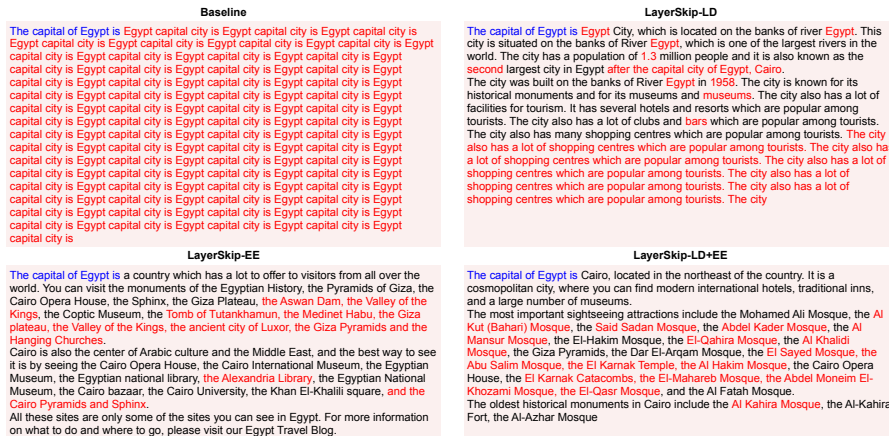 Baseline
The capital of Egypt is Egypt capital city is Egypt capital city is Egypt capital city is
Egypt capital city is Egypt capital city is Egypt capital city is Egypt capital city is Egypt
capital city is Egypt capital city is Egypt capital city is Egypt capital city is Egypt
capital city is Egypt capital city is Egypt capital city is Egypt capital city is Egypt
capital city is Egypt capital city is Egypt capital city is Egypt capital city is Egypt
capital city is Egypt capital city is Egypt capital city is Egypt capital city is Egypt
capital city is Egypt capital city is Egypt capital city is Egypt capital city is Egypt
capital city is Egypt capital city is Egypt capital city is Egypt capital city is Egypt
capital city is Egypt capital city is Egypt capital city is Egypt capital city is Egypt
capital city is Egypt capital city is Egypt capital city is Egypt capital city is Egypt
capital city is Egypt capital city is Egypt capital city is Egypt capital city is Egypt
capital city is Egypt capital city is Egypt capital city is Egypt capital city is Egypt
capital city is Egypt capital city is Egypt capital city is Egypt capital city is Egypt
capital city is Egypt capital city is Egypt capital city is Egypt capital city is Egypt
capital city is Egypt capital city is Egypt capital city is Egypt capital city is Egypt
capital city is Egypt capital city is Egypt capital city is Egypt capital city is Egypt
capital city is
LayerSkip-LD
The capital of Egypt is Egypt City, which is located on the banks of river Egypt. This
city is situated on the banks of River Egypt, which is one of the largest rivers in the
world. The city has a population of 1.3 million people and it is also known as the
second largest city in Egypt after the capital city of Egypt, Cairo.
The city was built on the banks of River Egypt in 1958. The city is known for its
historical monuments and for its museums and museums. The city also has a lot of
facilities for tourism. It has several hotels and resorts which are popular among
tourists. The city also has a lot of clubs and bars which are popular among tourists.
The city also has many shopping centres which are popular among tourists. The city
also has a lot of shopping centres which are popular among tourists. The city also has
a lot of shopping centres which are popular among tourists. The city also has a lot of
shopping centres which are popular among tourists. The city also has a lot of
shopping centres which are popular among tourists. The city also has a lot of
shopping centres which are popular among tourists. The city
LayerSkip-EE
The capital of Egypt is a country which has a lot to offer to visitors from all over the
world. You can visit the monuments of the Egyptian History, the Pyramids of Giza, the
Cairo Opera House, the Sphinx, the Giza Plateau, the Aswan Dam, the Valley of the
Kings, the Coptic Museum, the Tomb of Tutankhamun, the Medinet Habu, the Giza
plateau, the Valley of the Kings, the ancient city of Luxor, the Giza Pyramids and the
Hanging Churches.
Cairo is also the center of Arabic culture and the Middle East, and the best way to see
it is by seeing the Cairo Opera House, the Cairo International Museum, the Egyptian
Museum, the Egyptian national library, the Alexandria Library, the Egyptian National
Museum, the Cairo bazaar, the Cairo University, the Khan El-Khalili square, and the
Cairo Pyramids and Sphinx.
All these sites are only some of the sites you can see in Egypt. For more information
on what to do and where to go, please visit our Egypt Travel Blog.
LayerSkip-LD+EE
The capital of Egypt is Cairo, located in the northeast of the country. It is a
cosmopolitan city, where you can find modern international hotels, traditional inns,
and a large number of museums.
The most important sightseeing attractions include the Mohamed Ali Mosque, the Al
Kut (Bahari) Mosque, the Said Sadan Mosque, the Abdel Kader Mosque, the Al
Mansur Mosque, the El-Hakim Mosque, the El-Qahira Mosque, the Al Khalidi
Mosque, the Giza Pyramids, the Dar El-Arqam Mosque, the El Sayed Mosque, the
Abu Salim Mosque, the El Karnak Temple, the Al Hakim Mosque, the Cairo Opera
House, the El Karnak Catacombs, the El-Mahareb Mosque, the Abdel Moneim El-
Khozami Mosque, the El-Qasr Mosque, and the Al Fatah Mosque.
The oldest historical monuments in Cairo include the Al Kahira Mosque, the Al-Kahira
Fort, the Al-Azhar Mosque